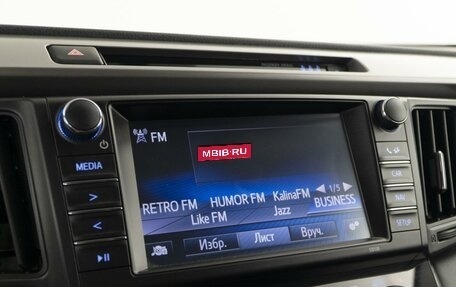 FM
MBIB.RU
MEDIA
CAR
1/5
RETRO FM HUMOR FM KalinaFM BUSINESS
Like FM Jazz
NAV
SETUP
Избр. Лист Вруч.